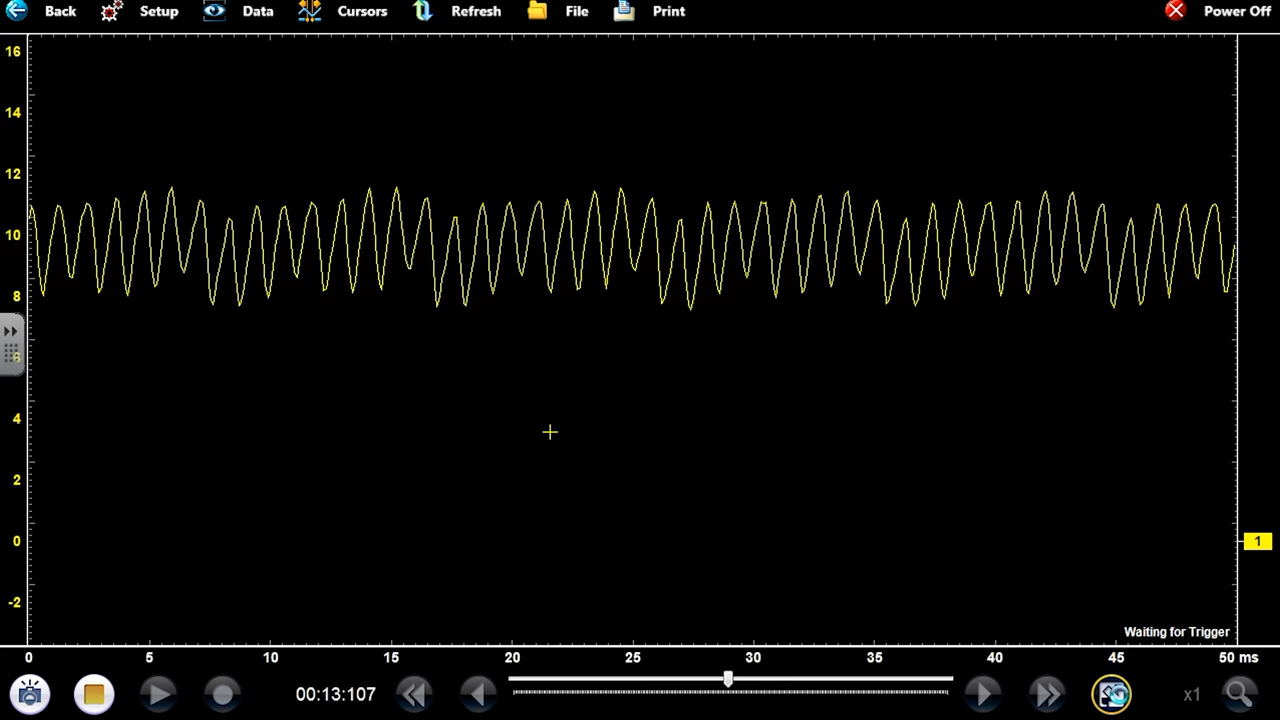 Back Setup Data Cursors Refresh File Print Power Off
16
14
12
10
8
6
4
2
0
-2
1
Waiting for Trigger
0 5 10 15 20 25 30 35 40 45 50 ms
00:13:107 x1